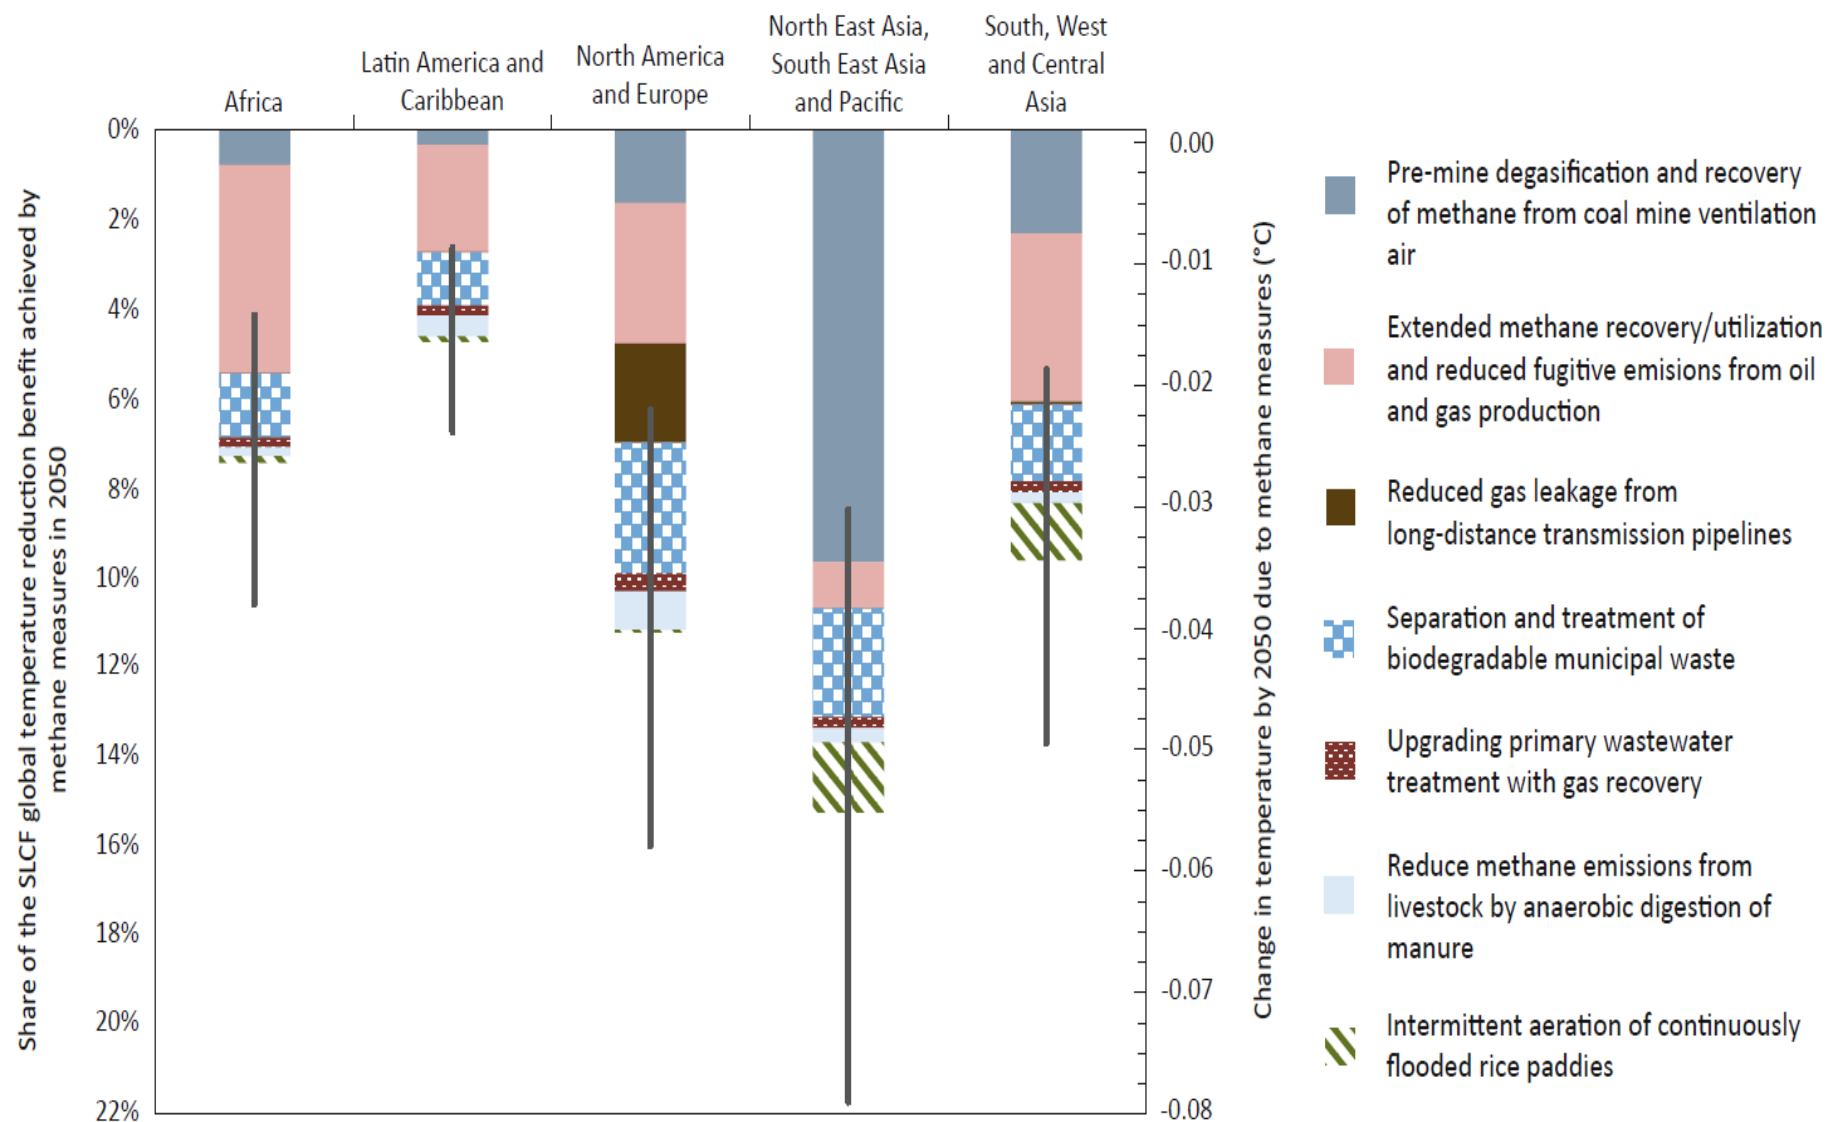 Africa
Latin America and
Caribbean
North America
and Europe
North East Asia,
South East Asia
and Pacific
South, West
and Central
Asia
Share of the SLCF global temperature reduction benefit achieved by
methane measures in 2050
0%
2%
4%
6%
8%
10%
12%
14%
16%
18%
20%
22%
0.00
-0.01
-0.02
-0.03
-0.04
-0.05
-0.06
-0.07
-0.08
Change in temperature by 2050 due to methane measures (°C)
Pre-mine degasification and recovery
of methane from coal mine ventilation
air
Extended methane recovery/utilization
and reduced fugitive emisions from oil
and gas production
Reduced gas leakage from
long-distance transmission pipelines
Separation and treatment of
biodegradable municipal waste
Upgrading primary wastewater
treatment with gas recovery
Reduce methane emissions from
livestock by anaerobic digestion of
manure
Intermittent aeration of continuously
flooded rice paddies